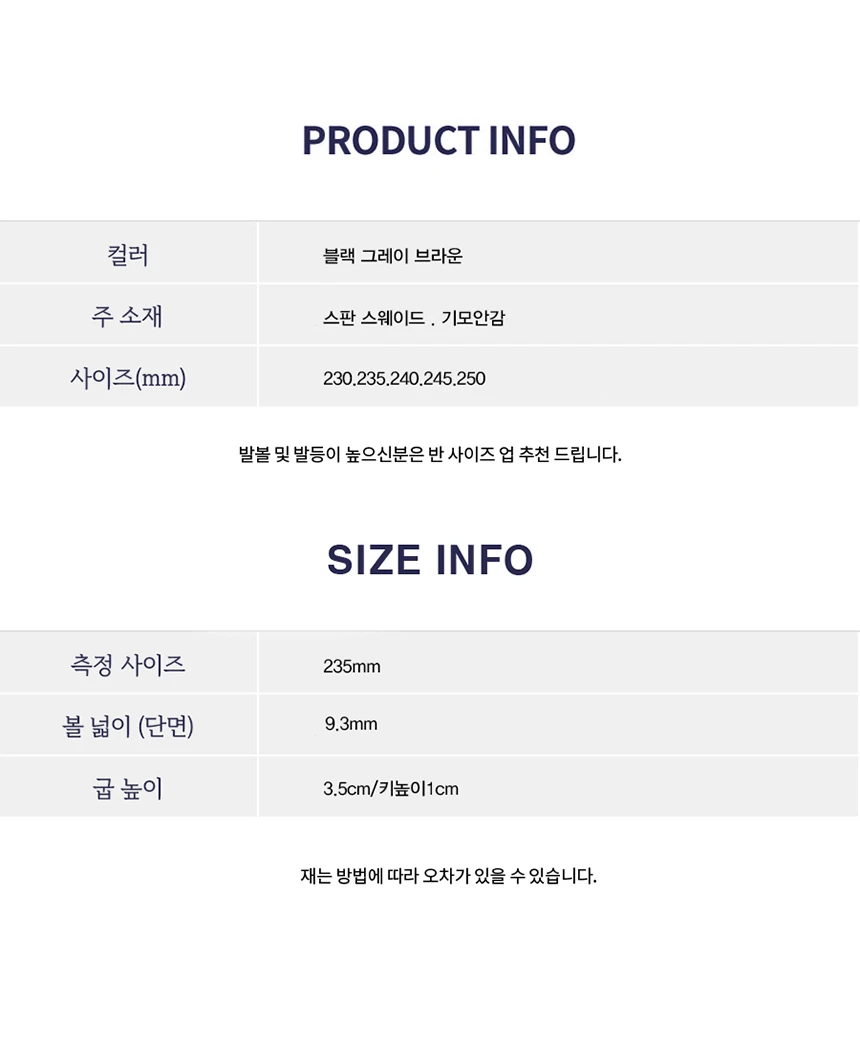 PRODUCT INFO
컬러 블랙 그레이 브라운
주 소재 스판 스웨이드 . 기모안감
사이즈(mm) 230.235.240.245.250
발볼 및 발등이 높으신분은 반 사이즈 업 추천 드립니다.
SIZE INFO
측정 사이즈 235mm
볼 넓이 (단면) 9.3mm
굽 높이 3.5cm/키높이1cm
재는 방법에 따라 오차가 있을 수 있습니다.